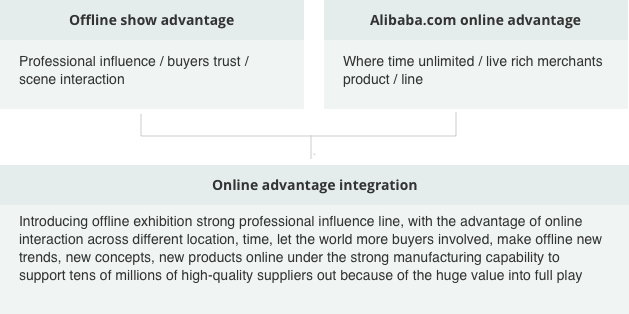 Offline show advantage
Professional influence / buyers trust /
scene interaction
Alibaba.com online advantage
Where time unlimited / live rich merchants
product / line
Online advantage integration
Introducing offline exhibition strong professional influence line, with the advantage of online
interaction across different location, time, let the world more buyers involved, make offline new
trends, new concepts, new products online under the strong manufacturing capability to
support tens of millions of high-quality suppliers out because of the huge value into full play